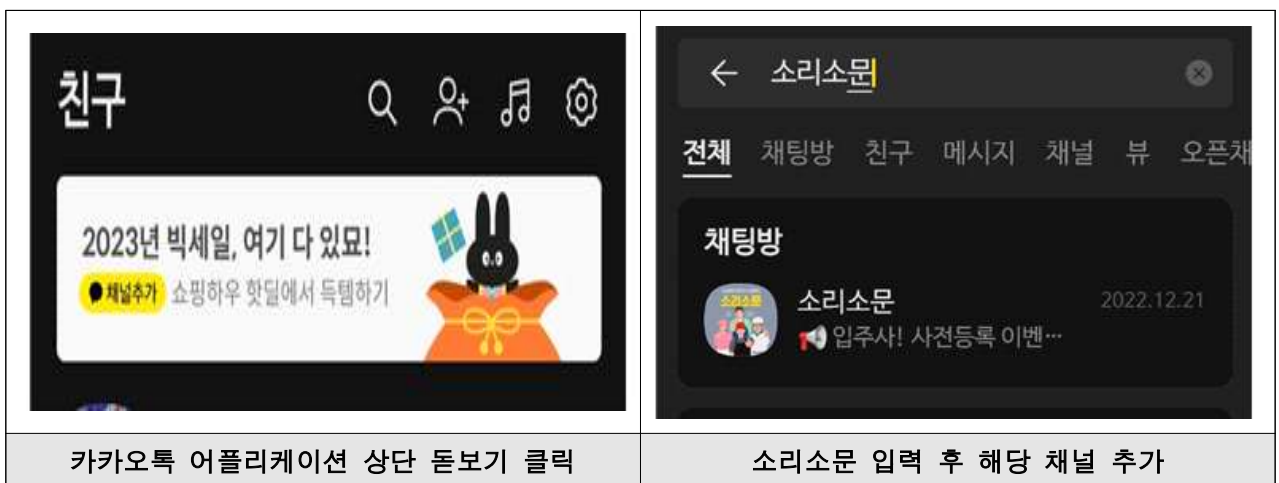 친구
2023년 빅세일, 여기 다 있묘!
채널추가 쇼핑하우 핫딜에서 득템하기
카카오톡 어플리케이션 상단 돋보기 클릭
소리소문
전체 채팅방 친구 메시지 채널 뷰 오픈채
채팅방
소리소문
소리소문 2022.12.21
입주사! 사전등록 이벤…
소리소문 입력 후 해당 채널 추가